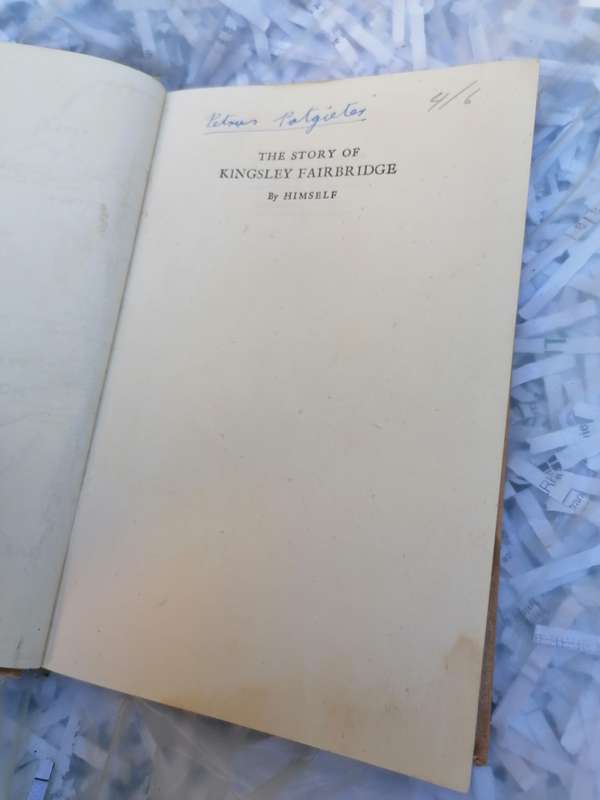 Petrus Potgieter
4/6
THE STORY OF
KINGSLEY FAIRBRIDGE
By HIMSELF